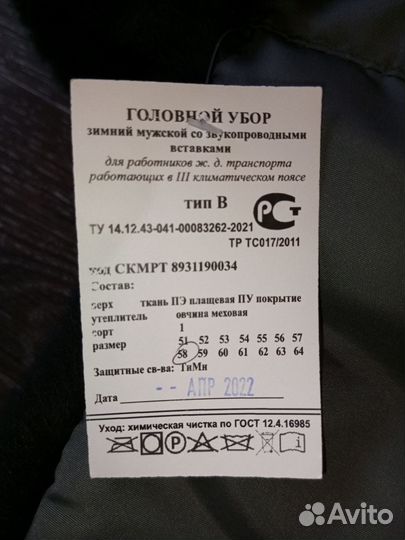 ГОЛОВНОЙ УБОР
зимний мужской со звукопроводными
вставками
для работников ж. д. транспорта
работающих в III климатическом поясе
тип В
РСТ
ТУ 14.12.43-041-00083262-2021
ТР ТС017/2011
код СКМРТ 8931190034
Состав:
верх ткань ПЭ плащевая ПУ покрытие
утеплитель овчина меховая
сорт 1
размер 51 52 53 54 55 56 57
58 59 60 61 62 63 64
Защитные св-ва: ТнМн
Дата -- АПР 2022
Уход: химическая чистка по ГОСТ 12.4.16985
P
Avito